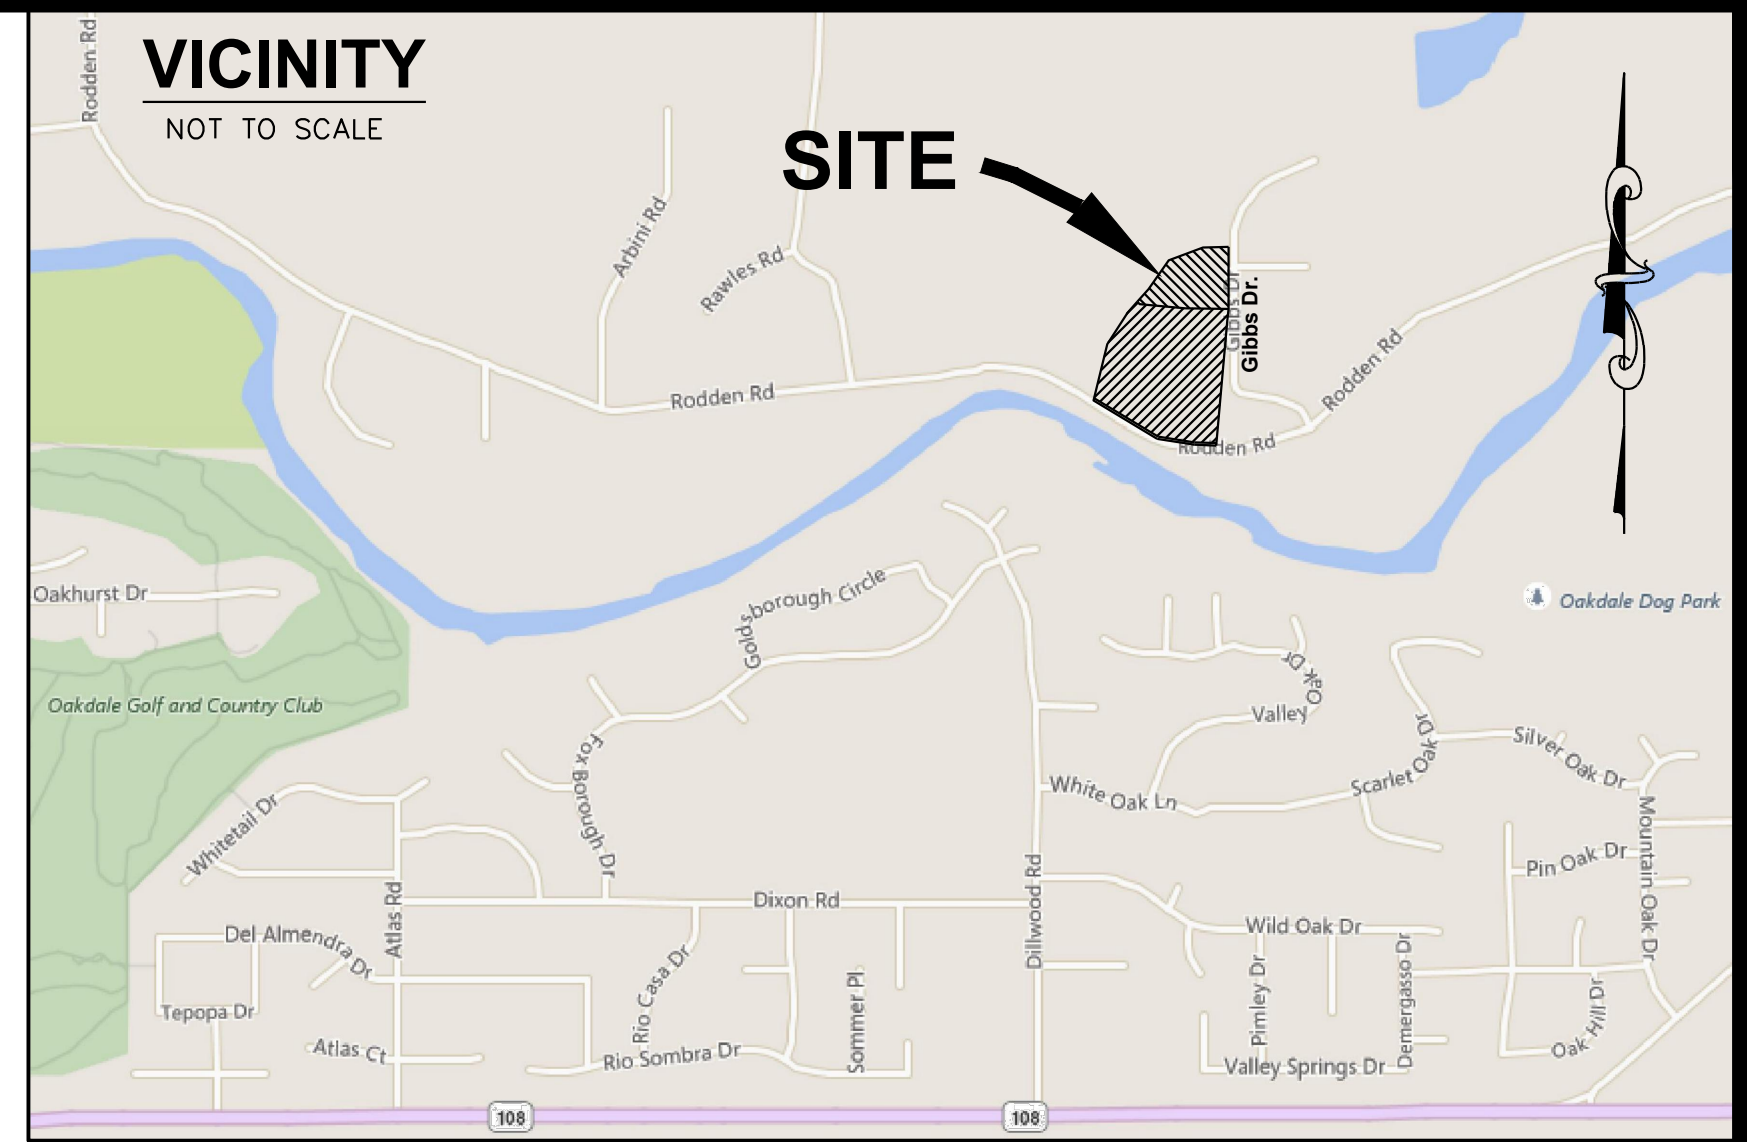 Rodden Rd
VICINITY
NOT TO SCALE
SITE
Arbini Rd
Rawles Rd
Gibbs Dr
Gibbs Dr.
Rodden Rd
Rodden Rd
Rodden Rd
Oakhurst Dr
Goldsborough Circle
Oakdale Dog Park
Oakdale Golf and Country Club
Valley Oak Dr
Fox Borough Dr
Silver Oak Dr
Scarlet Oak Dr
White Oak Ln
Whitetail Dr
Mountain Oak Dr
Pin Oak Dr
Dixon Rd
Atlas Rd
Dillwood Rd
Wild Oak Dr
Del Almendra Dr
Rio Casa Dr
Sommer Pl
Pimley Dr
Demergasso Dr
Oak Hill Dr
Tepopa Dr
Atlas Ct
Rio Sombra Dr
Valley Springs Dr
108
108